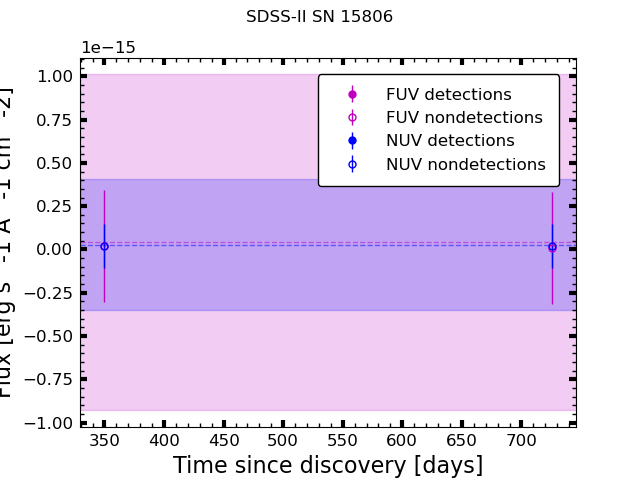 SDSS-II SN 15806
1e−15
1.00
0.75
0.50
0.25
0.00
−0.25
−0.50
−0.75
−1.00
Flux [erg s -1 A -1 cm -2]
FUV detections
FUV nondetections
NUV detections
NUV nondetections
350 400 450 500 550 600 650 700
Time since discovery [days]